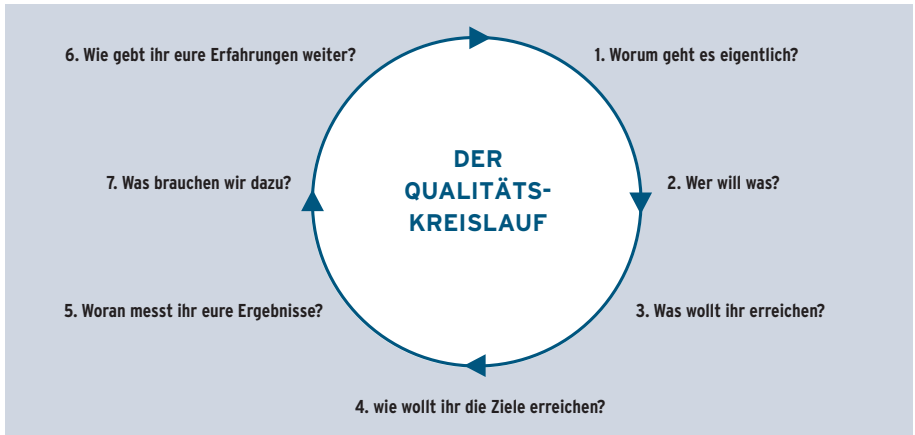 6. Wie gebt ihr eure Erfahrungen weiter?
1. Worum geht es eigentlich?
DER
QUALITÄTS-
KREISLAUF
7. Was brauchen wir dazu?
2. Wer will was?
5. Woran messt ihr eure Ergebnisse?
3. Was wollt ihr erreichen?
4. wie wollt ihr die Ziele erreichen?